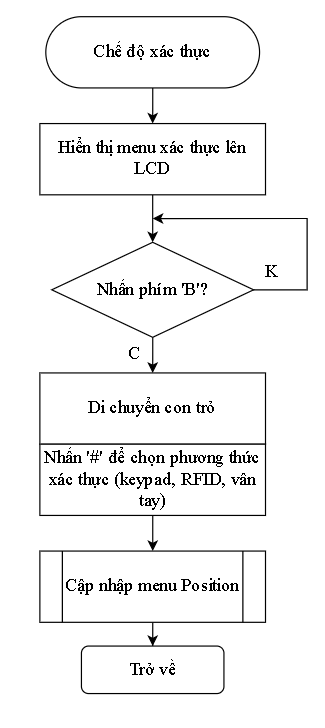 Chế độ xác thực
Hiển thị menu xác thực lên
LCD
Nhấn phím 'B'?
K
C
Di chuyển con trỏ
Nhấn '#' để chọn phương thức
xác thực (keypad, RFID, vân
tay)
Cập nhập menu Position
Trở về